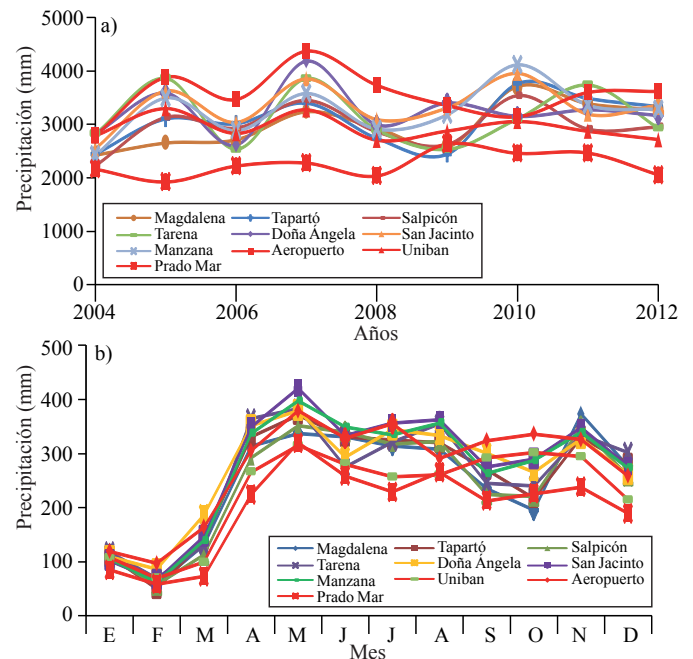 a)
Precipitación (mm)
5000
4000
3000
2000
1000
0
Magdalena Tapartó Salpicón
Tarena Doña Ángela San Jacinto
Manzana Aeropuerto Uniban
Prado Mar
2004 2006 2008 2010 2012
Años
b)
Precipitación (mm)
500
400
300
200
100
0
Magdalena Tapartó Salpicón
Tarena Doña Ángela San Jacinto
Manzana Uniban Aeropuerto
Prado Mar
E F M A M J J A S O N D
Mes